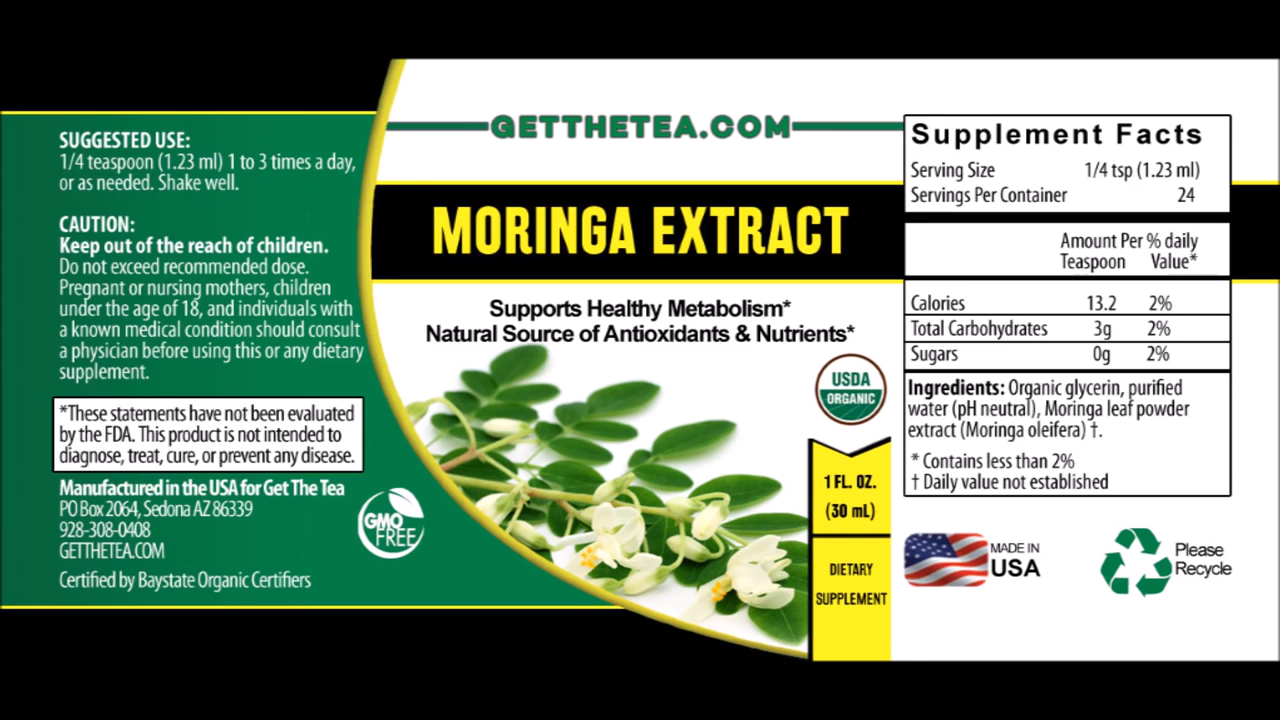 SUGGESTED USE:
1/4 teaspoon (1.23 ml) 1 to 3 times a day,
or as needed. Shake well.
CAUTION:
Keep out of the reach of children.
Do not exceed recommended dose.
Pregnant or nursing mothers, children
under the age of 18, and individuals with
a known medical condition should consult
a physician before using this or any dietary
supplement.
*These statements have not been evaluated
by the FDA. This product is not intended to
diagnose, treat, cure, or prevent any disease.
Manufactured in the USA for Get The Tea
PO Box 2064, Sedona AZ 86339
928-308-0408
GETTHETEA.COM
Certified by Baystate Organic Certifiers
GMO
FREE
GETTHETEA.COM
MORINGA EXTRACT
Supports Healthy Metabolism*
Natural Source of Antioxidants & Nutrients*
USDA
ORGANIC
1 FL. OZ.
(30 mL)
DIETARY
SUPPLEMENT
Supplement Facts
Serving Size 1/4 tsp (1.23 ml)
Servings Per Container 24
Amount Per % daily
Teaspoon Value*
Calories 13.2 2%
Total Carbohydrates 3g 2%
Sugars 0g 2%
Ingredients: Organic glycerin, purified
water (pH neutral), Moringa leaf powder
extract (Moringa oleifera) †.
* Contains less than 2%
† Daily value not established
MADE IN
USA
Please
Recycle